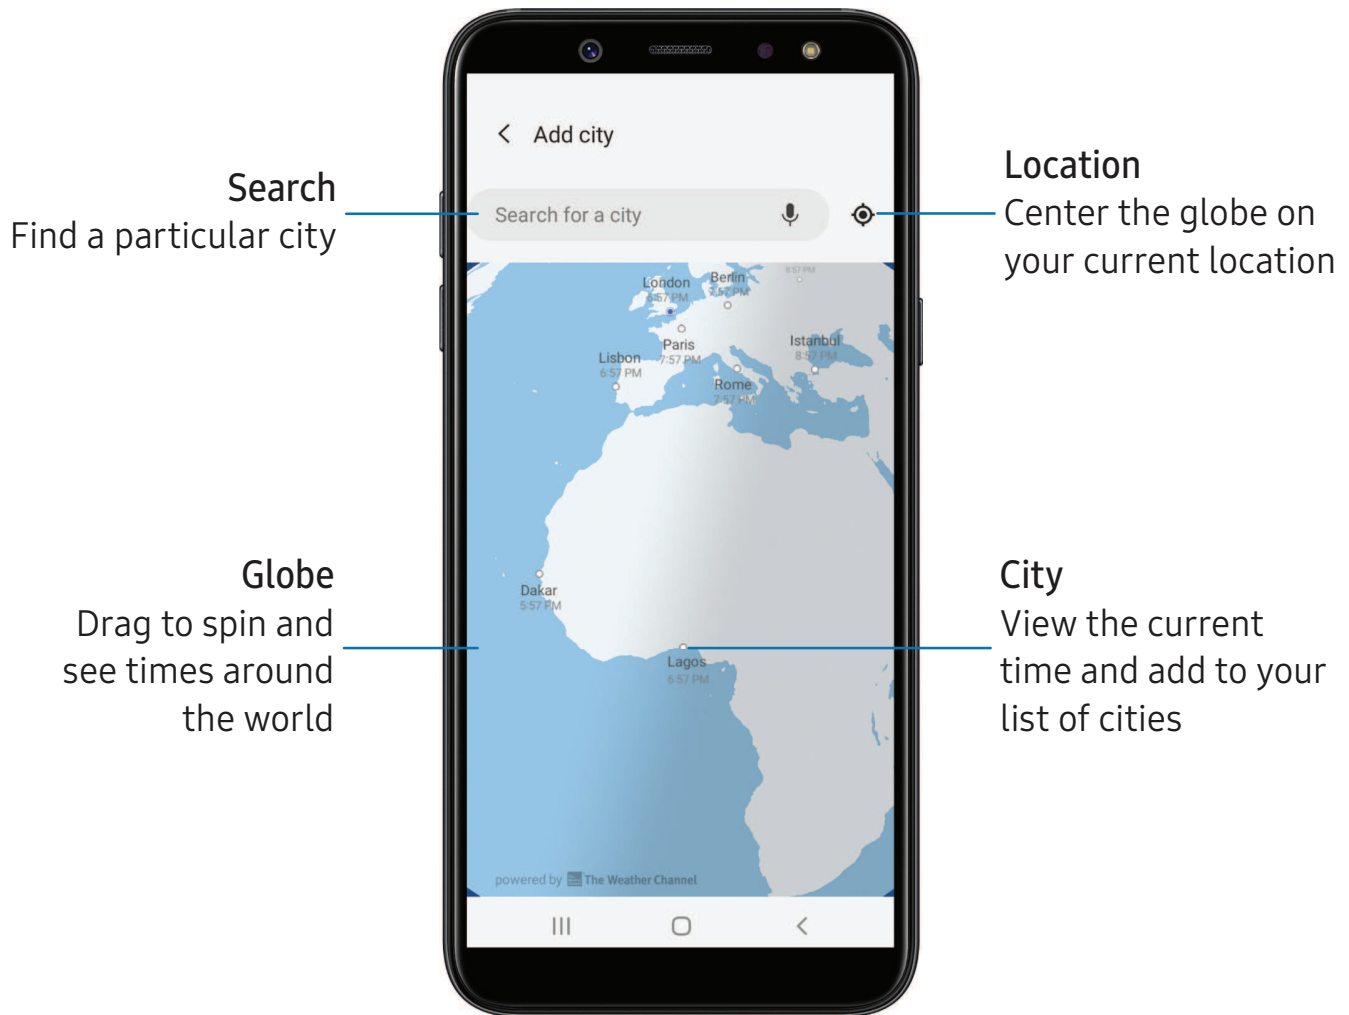 Search
Find a particular city
Globe
Drag to spin and
see times around
the world
Add city
Search for a city
8:57 PM
London
6:57 PM
Berlin
7:57 PM
Paris
7:57 PM
Istanbul
8:57 PM
Lisbon
6:57 PM
Rome
7:57 PM
Dakar
5:57 PM
Lagos
6:57 PM
powered by The Weather Channel
Location
Center the globe on
your current location
City
View the current
time and add to your
list of cities